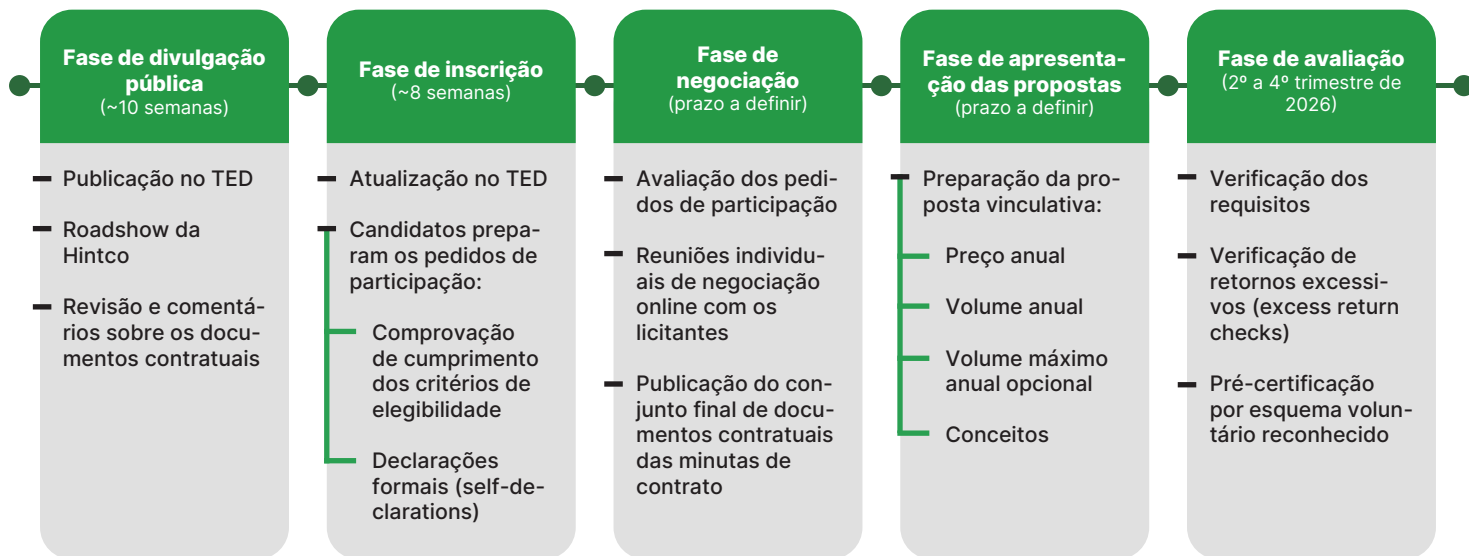 Fase de divulgação
pública
(~10 semanas)
Publicação no TED
Roadshow da
Hintco
Revisão e comentá-
rios sobre os docu-
mentos contratuais
Fase de inscrição
(~8 semanas)
Atualização no TED
Candidatos prepa-
ram os pedidos de
participação:
Comprovação
de cumprimento
dos critérios de
elegibilidade
Declarações
formais (self-de-
clarations)
Fase de
negociação
(prazo a definir)
Avaliação dos pedi-
dos de participação
Reuniões individu-
ais de negociação
online com os
licitantes
Publicação do con-
junto final de docu-
mentos contratuais
das minutas de
contrato
Fase de apresenta-
ção das propostas
(prazo a definir)
Preparação da pro-
posta vinculativa:
Preço anual
Volume anual
Volume máximo
anual opcional
Conceitos
Fase de avaliação
(2º a 4º trimestre de
2026)
Verificação dos
requisitos
Verificação de
retornos excessi-
vos (excess return
checks)
Pré-certificação
por esquema volun-
tário reconhecido